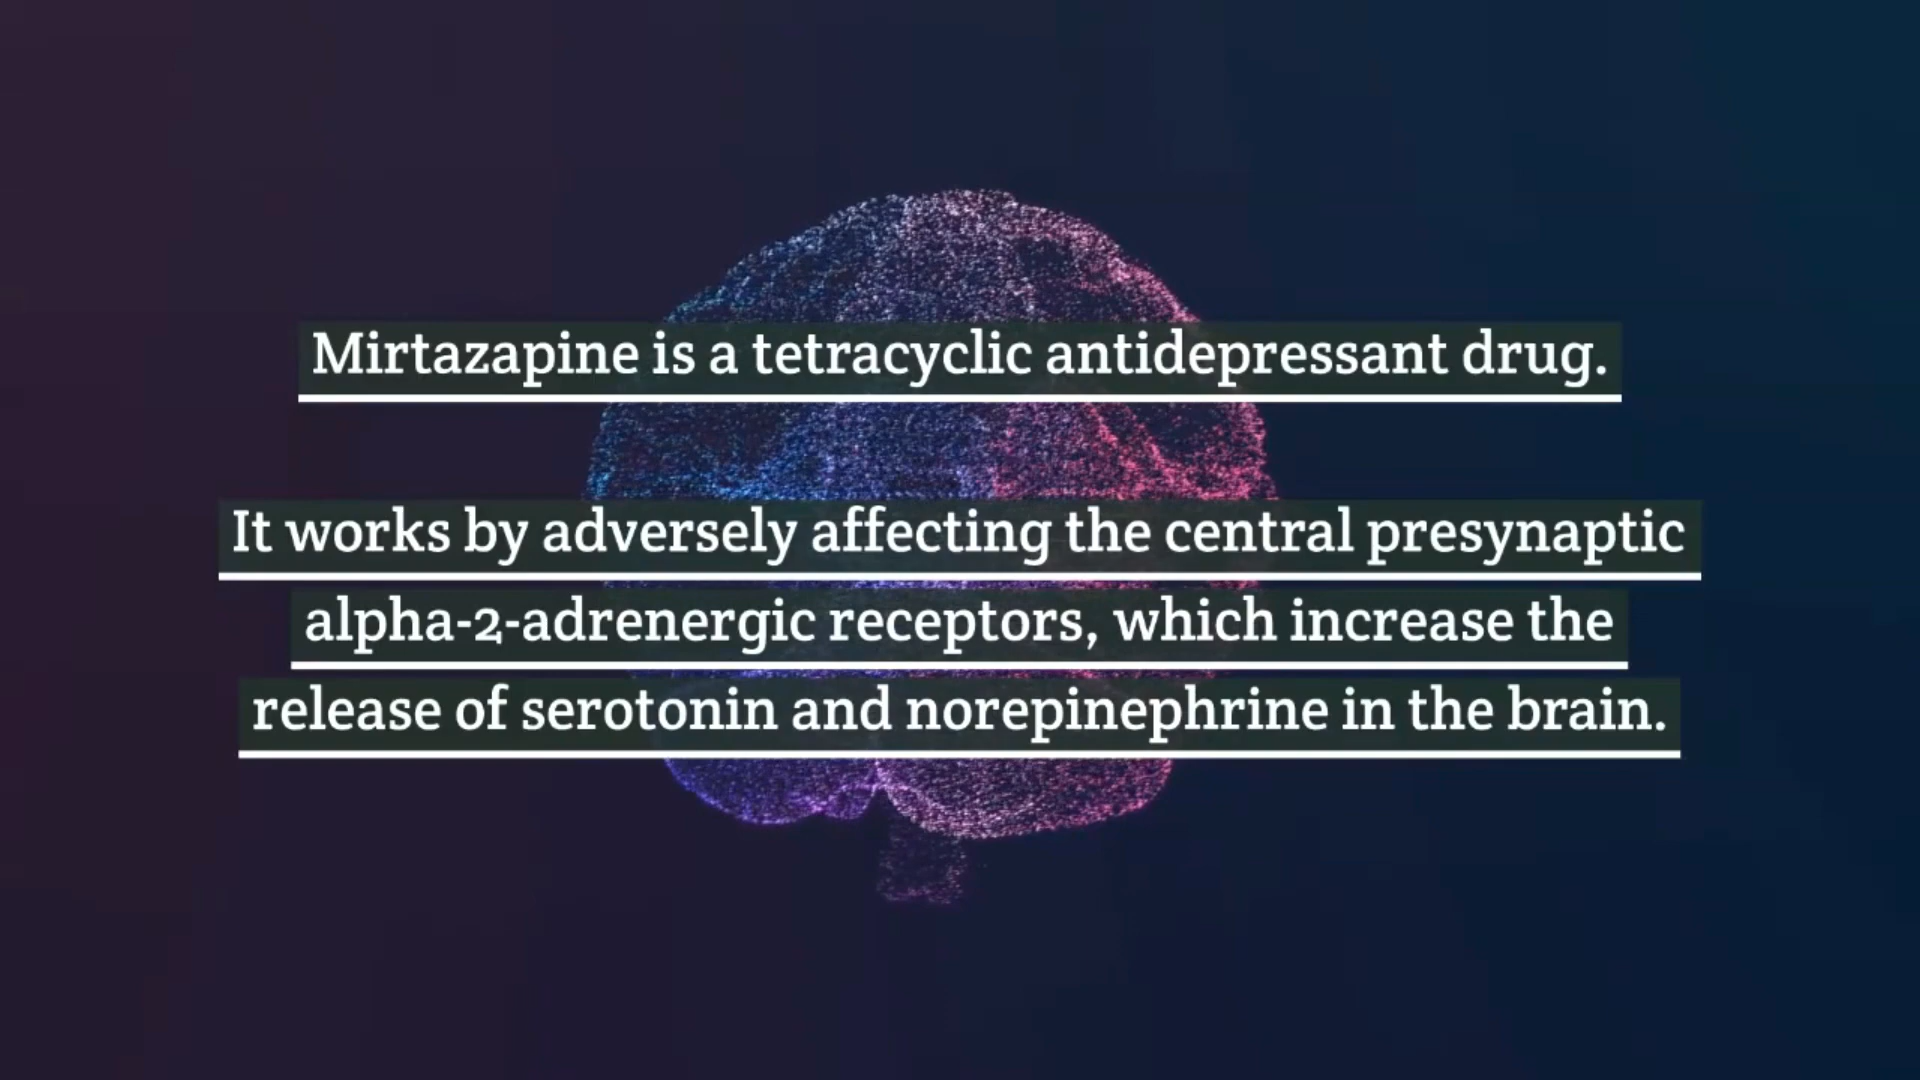 Mirtazapine is a tetracyclic antidepressant drug.
It works by adversely affecting the central presynaptic
alpha-2-adrenergic receptors, which increase the
release of serotonin and norepinephrine in the brain.